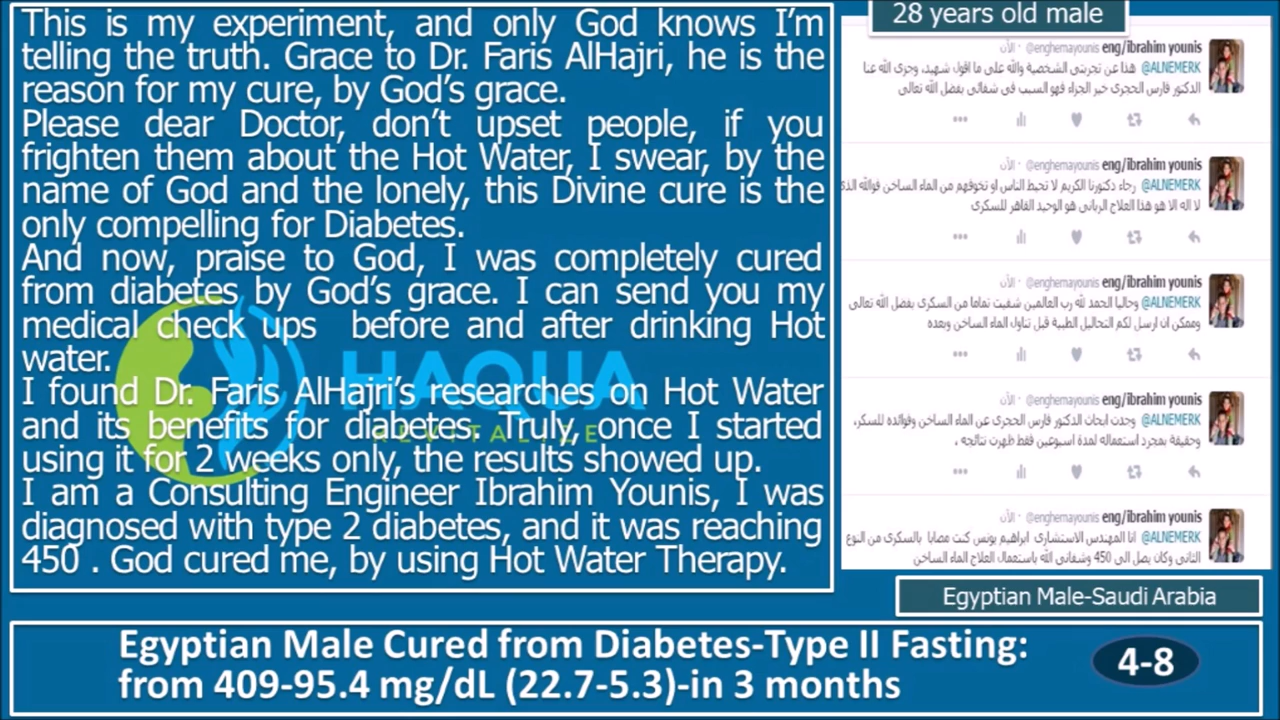 This is my experiment, and only God knows I'm
telling the truth. Grace to Dr. Faris AlHajri, he is the
reason for my cure, by God's grace.
Please dear Doctor, don't upset people, if you
frighten them about the Hot Water, I swear, by the
name of God and the lonely, this Divine cure is the
only compelling for Diabetes.
And now, praise to God, I was completely cured
from diabetes by God's grace. I can send you my
medical check ups before and after drinking Hot
water.
I found Dr. Faris AlHajri's researches on Hot Water
and its benefits for diabetes. Truly, once I started
using it for 2 weeks only, the results showed up.
I am a Consulting Engineer Ibrahim Younis, I was
diagnosed with type 2 diabetes, and it was reaching
450 . God cured me, by using Hot Water Therapy.
HAQUA
REVITALIZE
28 years old male
eng/ibrahim younis @enghemayounis · الآن
@ALNEMERK هذا عن تجربتي الشخصية والله على ما اقول شهيد، وجزى الله عنا
الدكتور فارس الحجري خير الجزاء فهو السبب في شفائي بفضل الله تعالى
eng/ibrahim younis @enghemayounis · الآن
@ALNEMERK رجاء دكتورنا الكريم لا تحبط الناس او تخوفهم من الماء الساخن فوالله الذي
لا اله الا هو هذا العلاج الرباني هو الوحيد القاهر للسكرى
eng/ibrahim younis @enghemayounis · الآن
@ALNEMERK وحاليا الحمد لله رب العالمين شفيت تماما من السكرى بفضل الله تعالى
وممكن ان ارسل لكم التحاليل الطبية قبل تناول الماء الساخن وبعده
eng/ibrahim younis @enghemayounis · الآن
@ALNEMERK وجدت ابحاث الدكتور فارس الحجري عن الماء الساخن وفوائده للسكر،
وحقيقة بمجرد استعماله لمدة اسبوعين فقط ظهرت نتائجه ،
eng/ibrahim younis @enghemayounis · الآن
@ALNEMERK انا المهندس الاستشاري ابراهيم يونس كنت مصابا بالسكرى من النوع
الثاني وكان يصل الى 450 وشفاني الله باستعمال العلاج الماء الساخن
Egyptian Male-Saudi Arabia
Egyptian Male Cured from Diabetes-Type II Fasting:
from 409-95.4 mg/dL (22.7-5.3)-in 3 months
4-8